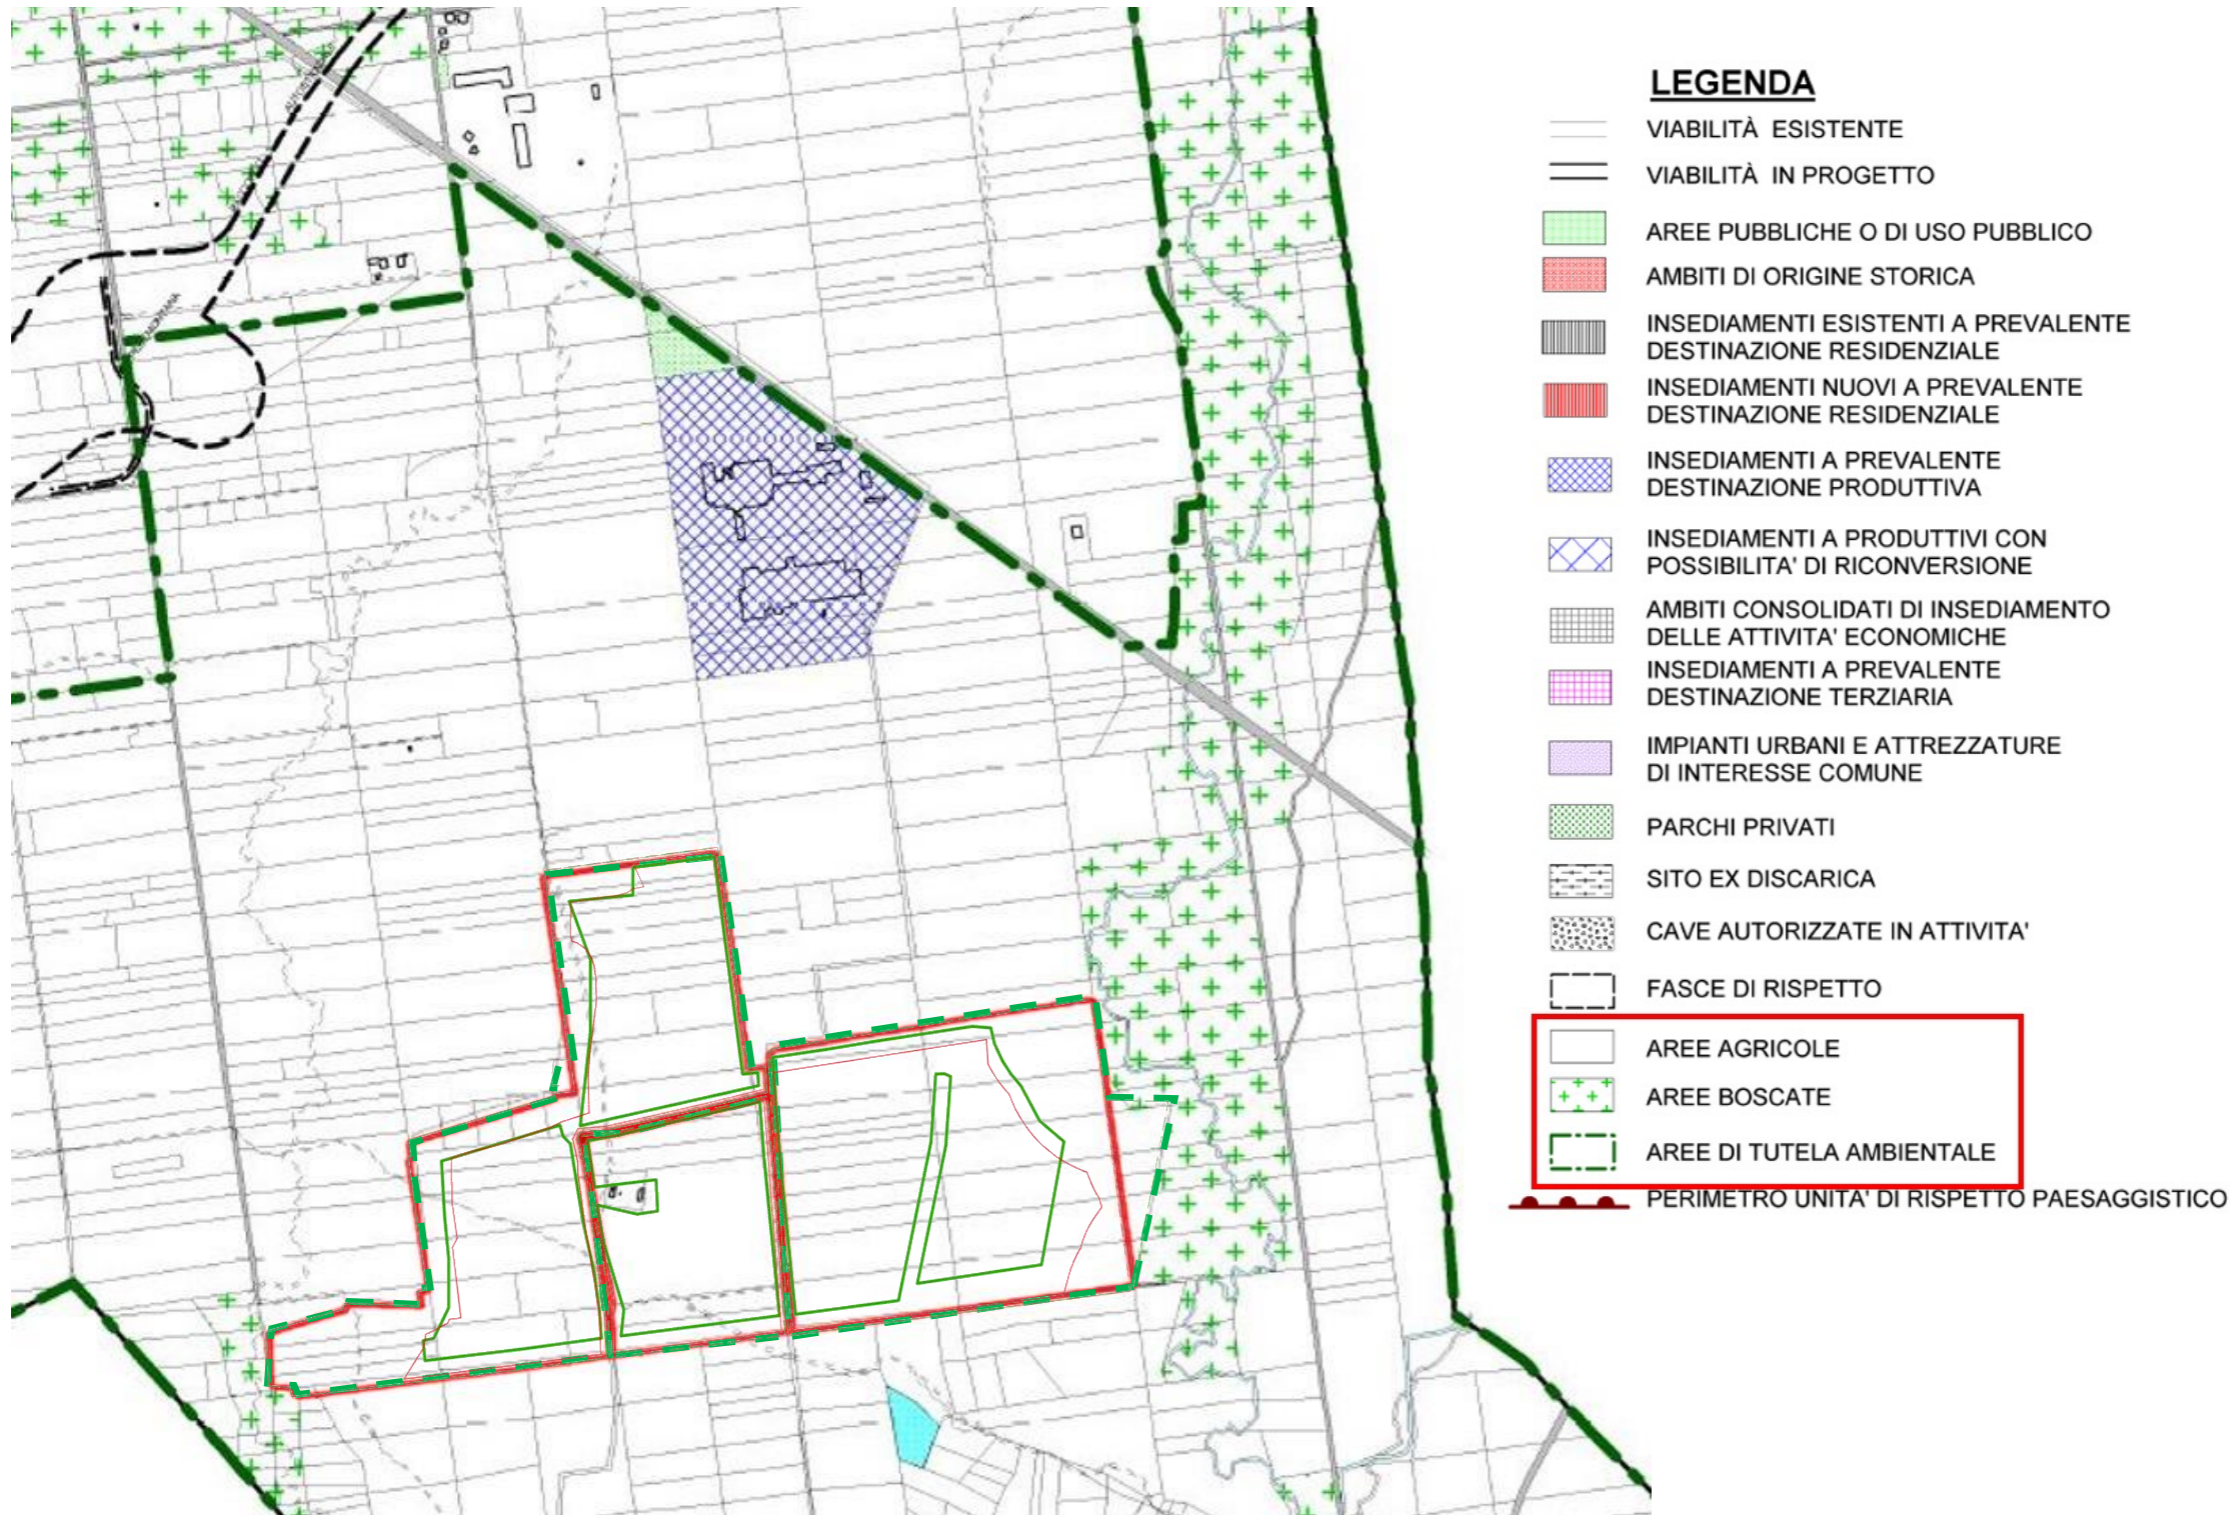 LEGENDA
VIABILITÀ ESISTENTE
VIABILITÀ IN PROGETTO
AREE PUBBLICHE O DI USO PUBBLICO
AMBITI DI ORIGINE STORICA
INSEDIAMENTI ESISTENTI A PREVALENTE
DESTINAZIONE RESIDENZIALE
INSEDIAMENTI NUOVI A PREVALENTE
DESTINAZIONE RESIDENZIALE
INSEDIAMENTI A PREVALENTE
DESTINAZIONE PRODUTTIVA
INSEDIAMENTI A PRODUTTIVI CON
POSSIBILITA' DI RICONVERSIONE
AMBITI CONSOLIDATI DI INSEDIAMENTO
DELLE ATTIVITA' ECONOMICHE
INSEDIAMENTI A PREVALENTE
DESTINAZIONE TERZIARIA
IMPIANTI URBANI E ATTREZZATURE
DI INTERESSE COMUNE
PARCHI PRIVATI
SITO EX DISCARICA
CAVE AUTORIZZATE IN ATTIVITA'
FASCE DI RISPETTO
AREE AGRICOLE
AREE BOSCATE
AREE DI TUTELA AMBIENTALE
PERIMETRO UNITA' DI RISPETTO PAESAGGISTICO